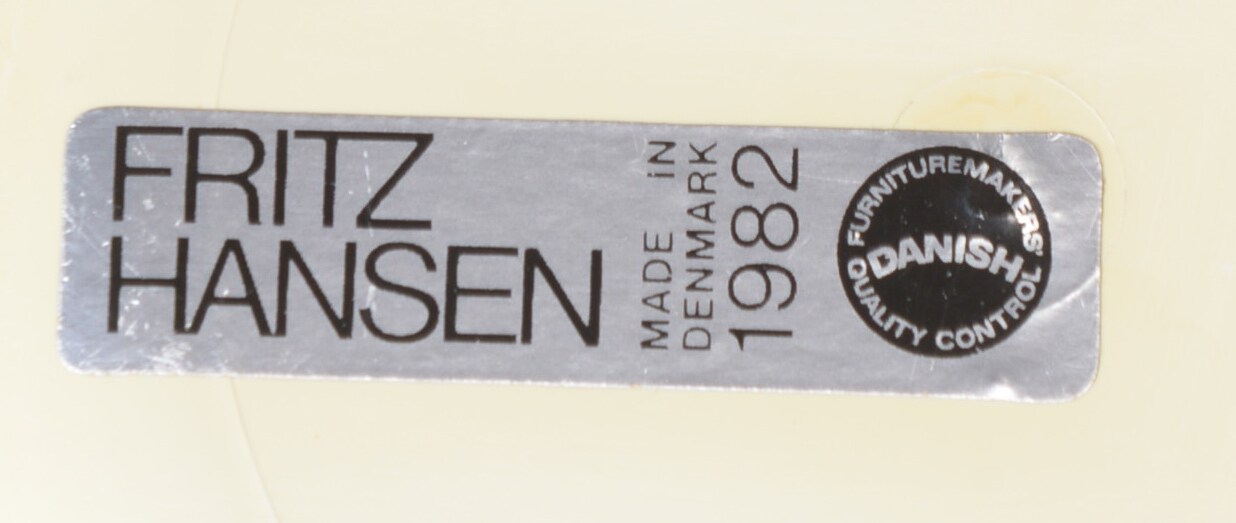 FRITZ
HANSEN
MADE iN
DENMARK
1982
FURNITUREMAKERS'
DANISH
QUALITY CONTROL